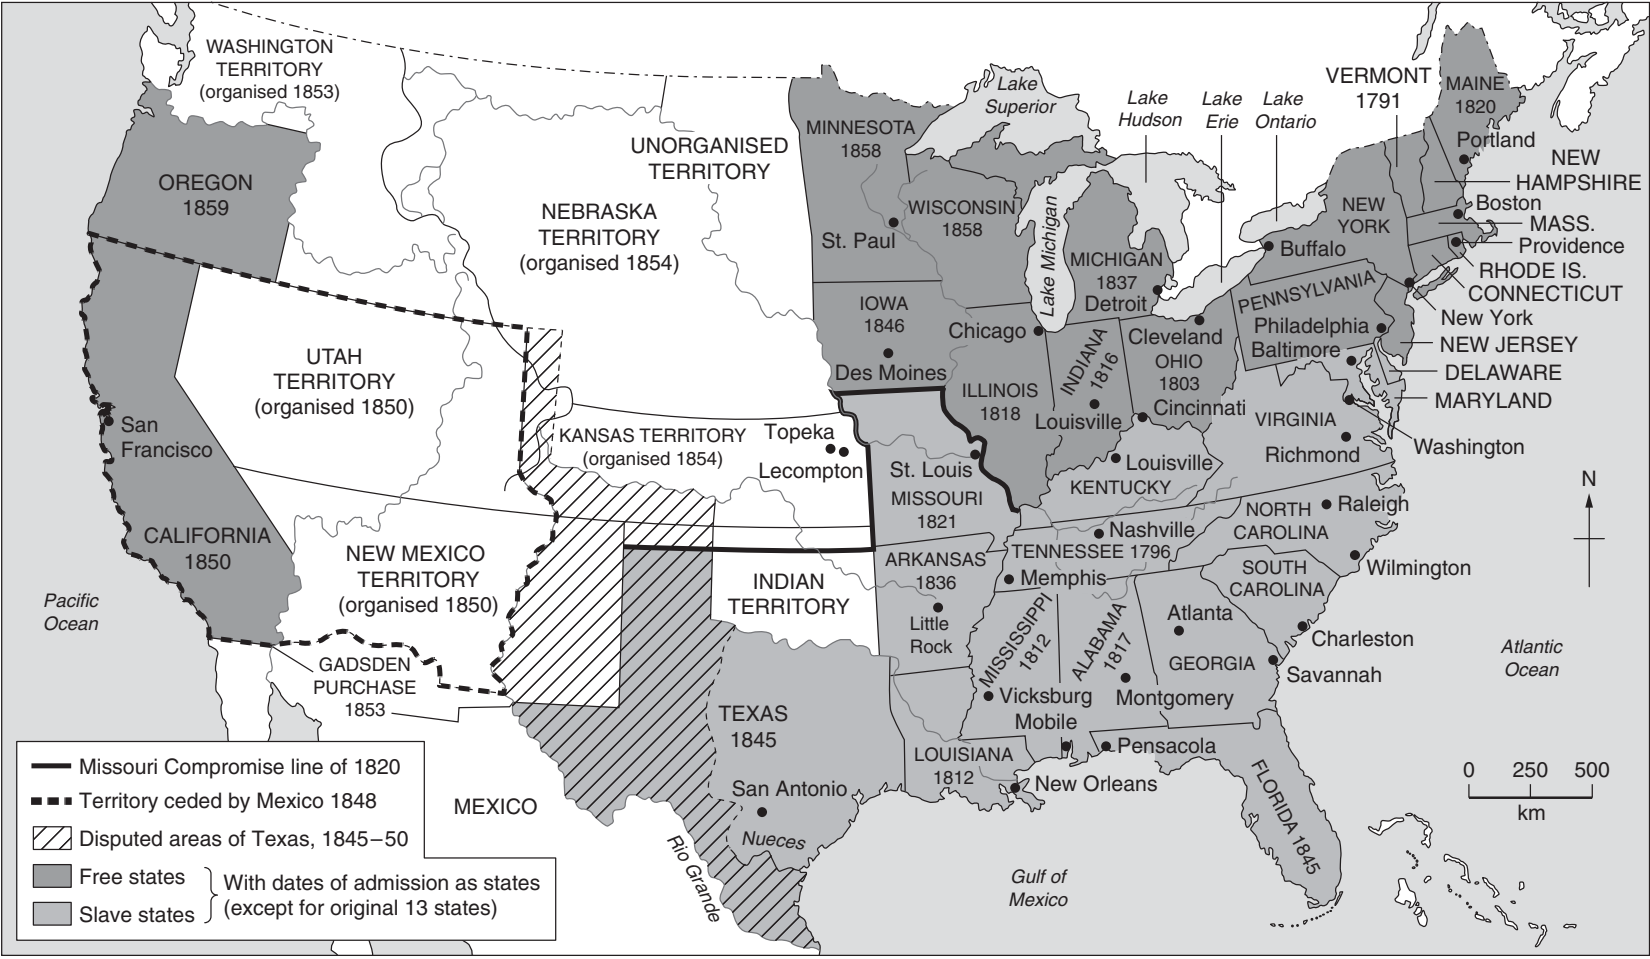 WASHINGTON
TERRITORY
(organised 1853)
OREGON
1859
UNORGANISED
TERRITORY
NEBRASKA
TERRITORY
(organised 1854)
MINNESOTA
1858
St. Paul
WISCONSIN
1858
Lake
Superior
Lake
Hudson
Lake
Erie
Lake
Ontario
Lake Michigan
VERMONT
1791
MAINE
1820
Portland
NEW
HAMPSHIRE
Boston
MASS.
Providence
RHODE IS.
CONNECTICUT
New York
NEW JERSEY
DELAWARE
MARYLAND
Washington
NEW
YORK
Buffalo
MICHIGAN
1837
Detroit
PENNSYLVANIA
Philadelphia
Baltimore
IOWA
1846
Des Moines
Chicago
ILLINOIS
1818
INDIANA
1816
Louisville
Cleveland
OHIO
1803
Cincinnati
VIRGINIA
Richmond
Louisville
KENTUCKY
UTAH
TERRITORY
(organised 1850)
San
Francisco
CALIFORNIA
1850
KANSAS TERRITORY
(organised 1854)
Topeka
Lecompton
St. Louis
MISSOURI
1821
NEW MEXICO
TERRITORY
(organised 1850)
INDIAN
TERRITORY
ARKANSAS
1836
Little
Rock
Nashville
TENNESSEE 1796
Memphis
NORTH
CAROLINA
Raleigh
Wilmington
SOUTH
CAROLINA
Charleston
Savannah
Atlanta
GEORGIA
MISSISSIPPI
1812
ALABAMA
1817
Vicksburg
Montgomery
Mobile
Pensacola
LOUISIANA
1812
New Orleans
FLORIDA 1845
TEXAS
1845
San Antonio
Nueces
Rio Grande
GADSDEN
PURCHASE
1853
MEXICO
Pacific
Ocean
Atlantic
Ocean
Gulf of
Mexico
N
0 250 500
km
Missouri Compromise line of 1820
Territory ceded by Mexico 1848
Disputed areas of Texas, 1845–50
Free states
Slave states
With dates of admission as states
(except for original 13 states)